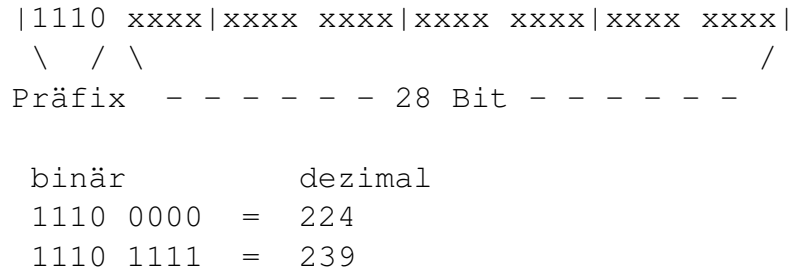 |1110 xxxx|xxxx xxxx|xxxx xxxx|xxxx xxxx|
\ / \ /
Präfix - - - - - - 28 Bit - - - - - -
binär dezimal
1110 0000 = 224
1110 1111 = 239